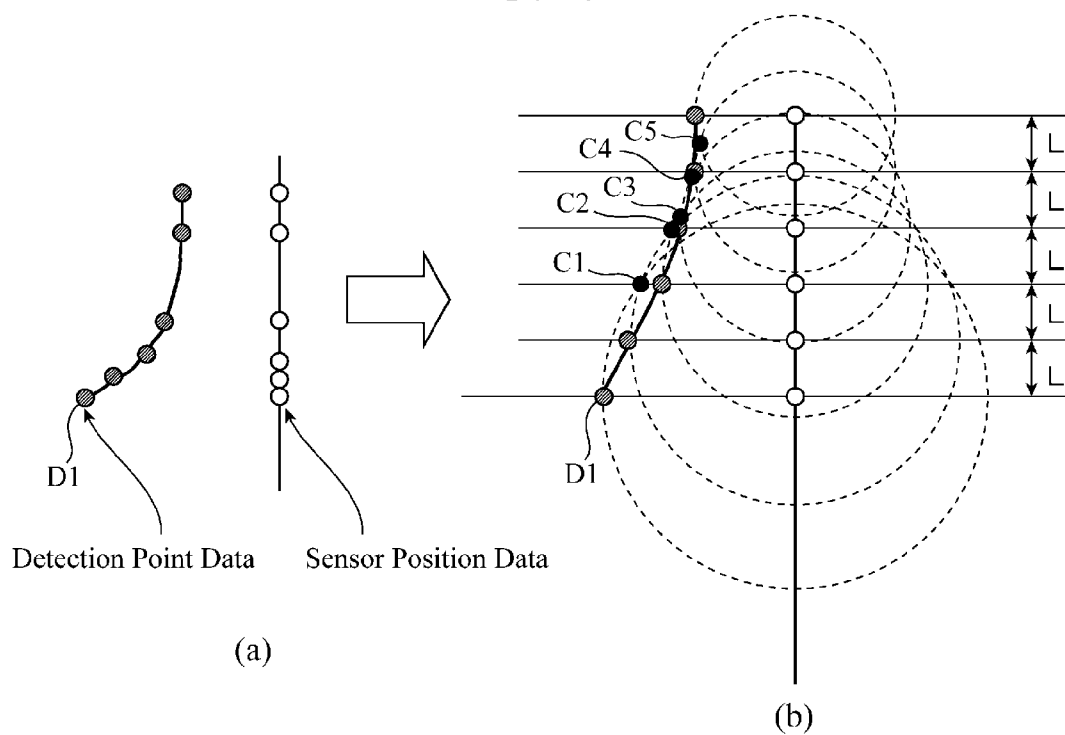 D1
Detection Point Data
Sensor Position Data
(a)
C5
C4
C3
C2
C1
D1
L
L
L
L
L
(b)